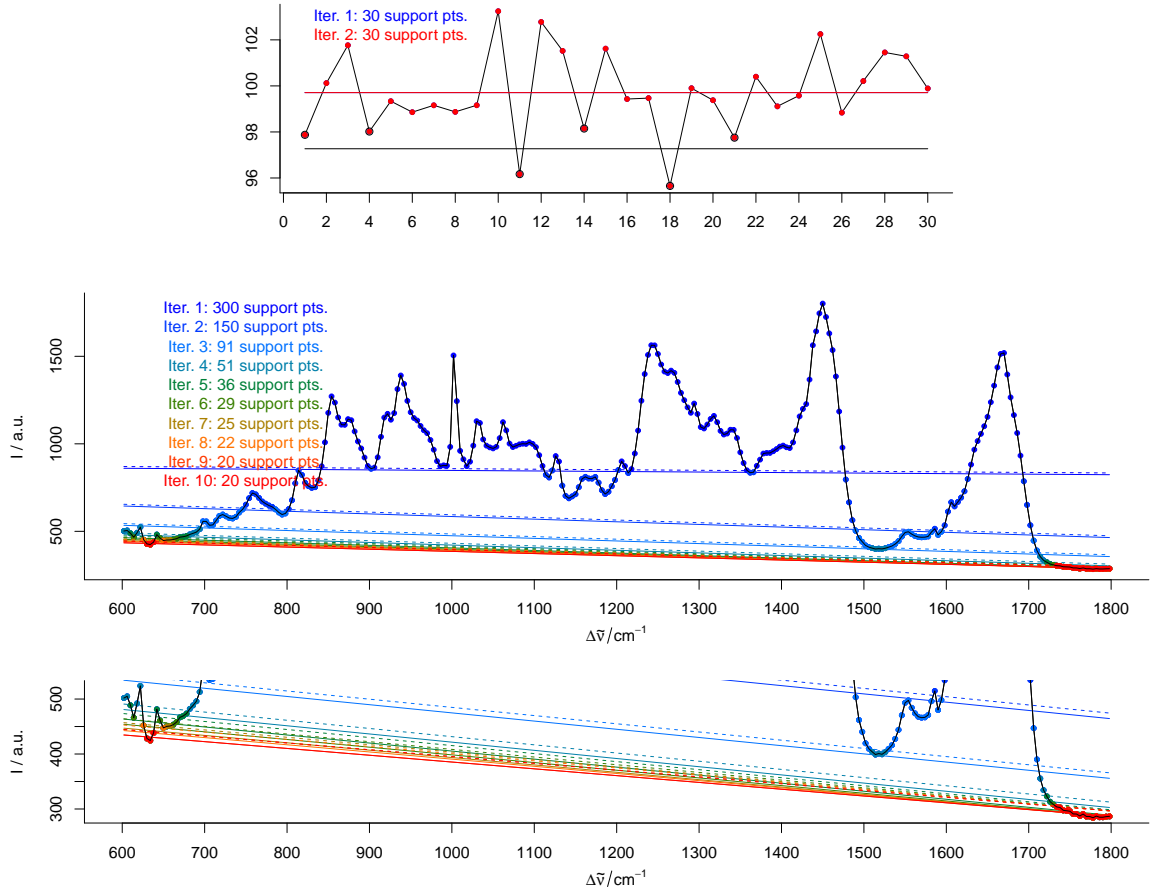 Iter. 1: 30 support pts.
Iter. 2: 30 support pts.
102
100
98
96
0 2 4 6 8 10 12 14 16 18 20 22 24 26 28 30
Iter. 1: 300 support pts.
Iter. 2: 150 support pts.
Iter. 3: 91 support pts.
Iter. 4: 51 support pts.
Iter. 5: 36 support pts.
Iter. 6: 29 support pts.
Iter. 7: 25 support pts.
Iter. 8: 22 support pts.
Iter. 9: 20 support pts.
Iter. 10: 20 support pts.
I / a.u.
1500
1000
500
600 700 800 900 1000 1100 1200 1300 1400 1500 1600 1700 1800
Δν̃/cm⁻¹
I / a.u.
500
400
300
600 700 800 900 1000 1100 1200 1300 1400 1500 1600 1700 1800
Δν̃/cm⁻¹